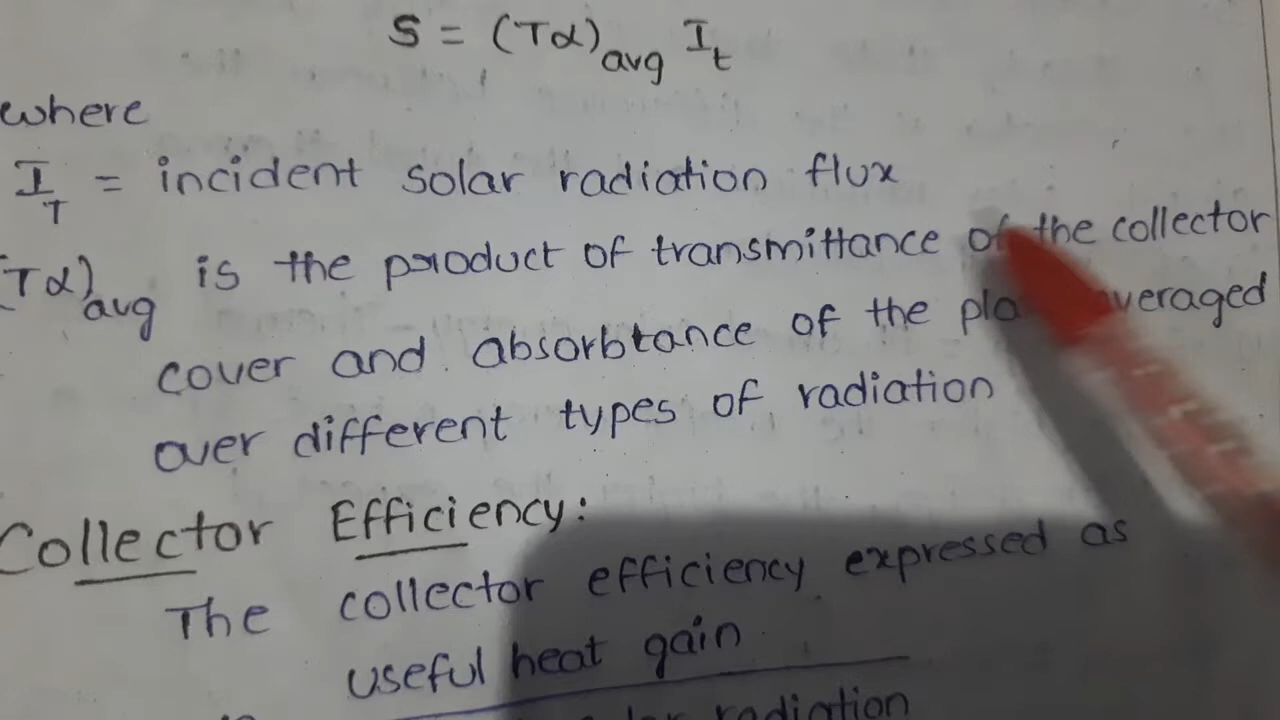 S = (Tα)avg It
where
IT = incident solar radiation flux
(Tα)avg is the product of transmittance of the collector
cover and absorbtance of the averaged
over different types of radiation
Collector Efficiency:
The collector efficiency expressed as
useful heat gain
radiation